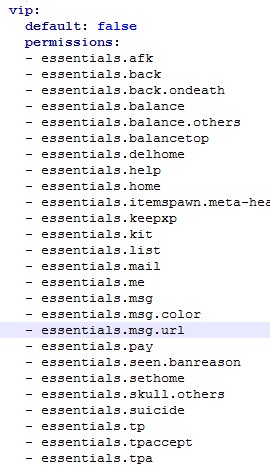 vip:
default: false
permissions:
- essentials.afk
- essentials.back
- essentials.back.ondeath
- essentials.balance
- essentials.balance.others
- essentials.balancetop
- essentials.delhome
- essentials.help
- essentials.home
- essentials.itemspawn.meta-hea
- essentials.keepxp
- essentials.kit
- essentials.list
- essentials.mail
- essentials.me
- essentials.msg
- essentials.msg.color
- essentials.msg.url
- essentials.pay
- essentials.seen.banreason
- essentials.sethome
- essentials.skull.others
- essentials.suicide
- essentials.tp
- essentials.tpaccept
- essentials.tpa